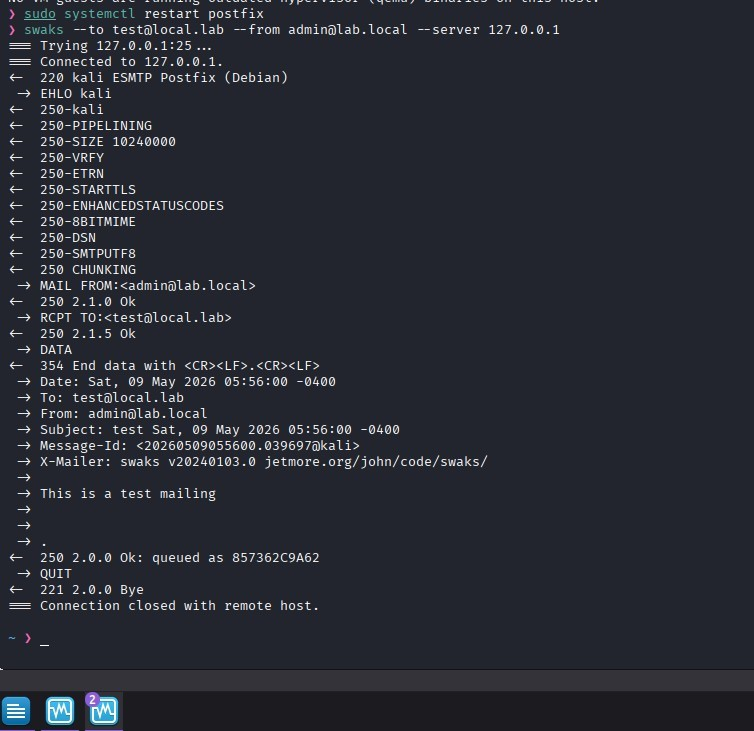 No VM guests are running outdated hypervisor (qemu) binaries on this host.
❯ sudo systemctl restart postfix
❯ swaks --to test@local.lab --from admin@lab.local --server 127.0.0.1
=== Trying 127.0.0.1:25...
=== Connected to 127.0.0.1.
<-  220 kali ESMTP Postfix (Debian)
 -> EHLO kali
<-  250-kali
<-  250-PIPELINING
<-  250-SIZE 10240000
<-  250-VRFY
<-  250-ETRN
<-  250-STARTTLS
<-  250-ENHANCEDSTATUSCODES
<-  250-8BITMIME
<-  250-DSN
<-  250-SMTPUTF8
<-  250 CHUNKING
 -> MAIL FROM:<admin@lab.local>
<-  250 2.1.0 Ok
 -> RCPT TO:<test@local.lab>
<-  250 2.1.5 Ok
 -> DATA
<-  354 End data with <CR><LF>.<CR><LF>
 -> Date: Sat, 09 May 2026 05:56:00 -0400
 -> To: test@local.lab
 -> From: admin@lab.local
 -> Subject: test Sat, 09 May 2026 05:56:00 -0400
 -> Message-Id: <20260509055600.039697@kali>
 -> X-Mailer: swaks v20240103.0 jetmore.org/john/code/swaks/
 ->
 -> This is a test mailing
 ->
 ->
 -> .
<-  250 2.0.0 Ok: queued as 857362C9A62
 -> QUIT
<-  221 2.0.0 Bye
=== Connection closed with remote host.
~ ❯ _
2